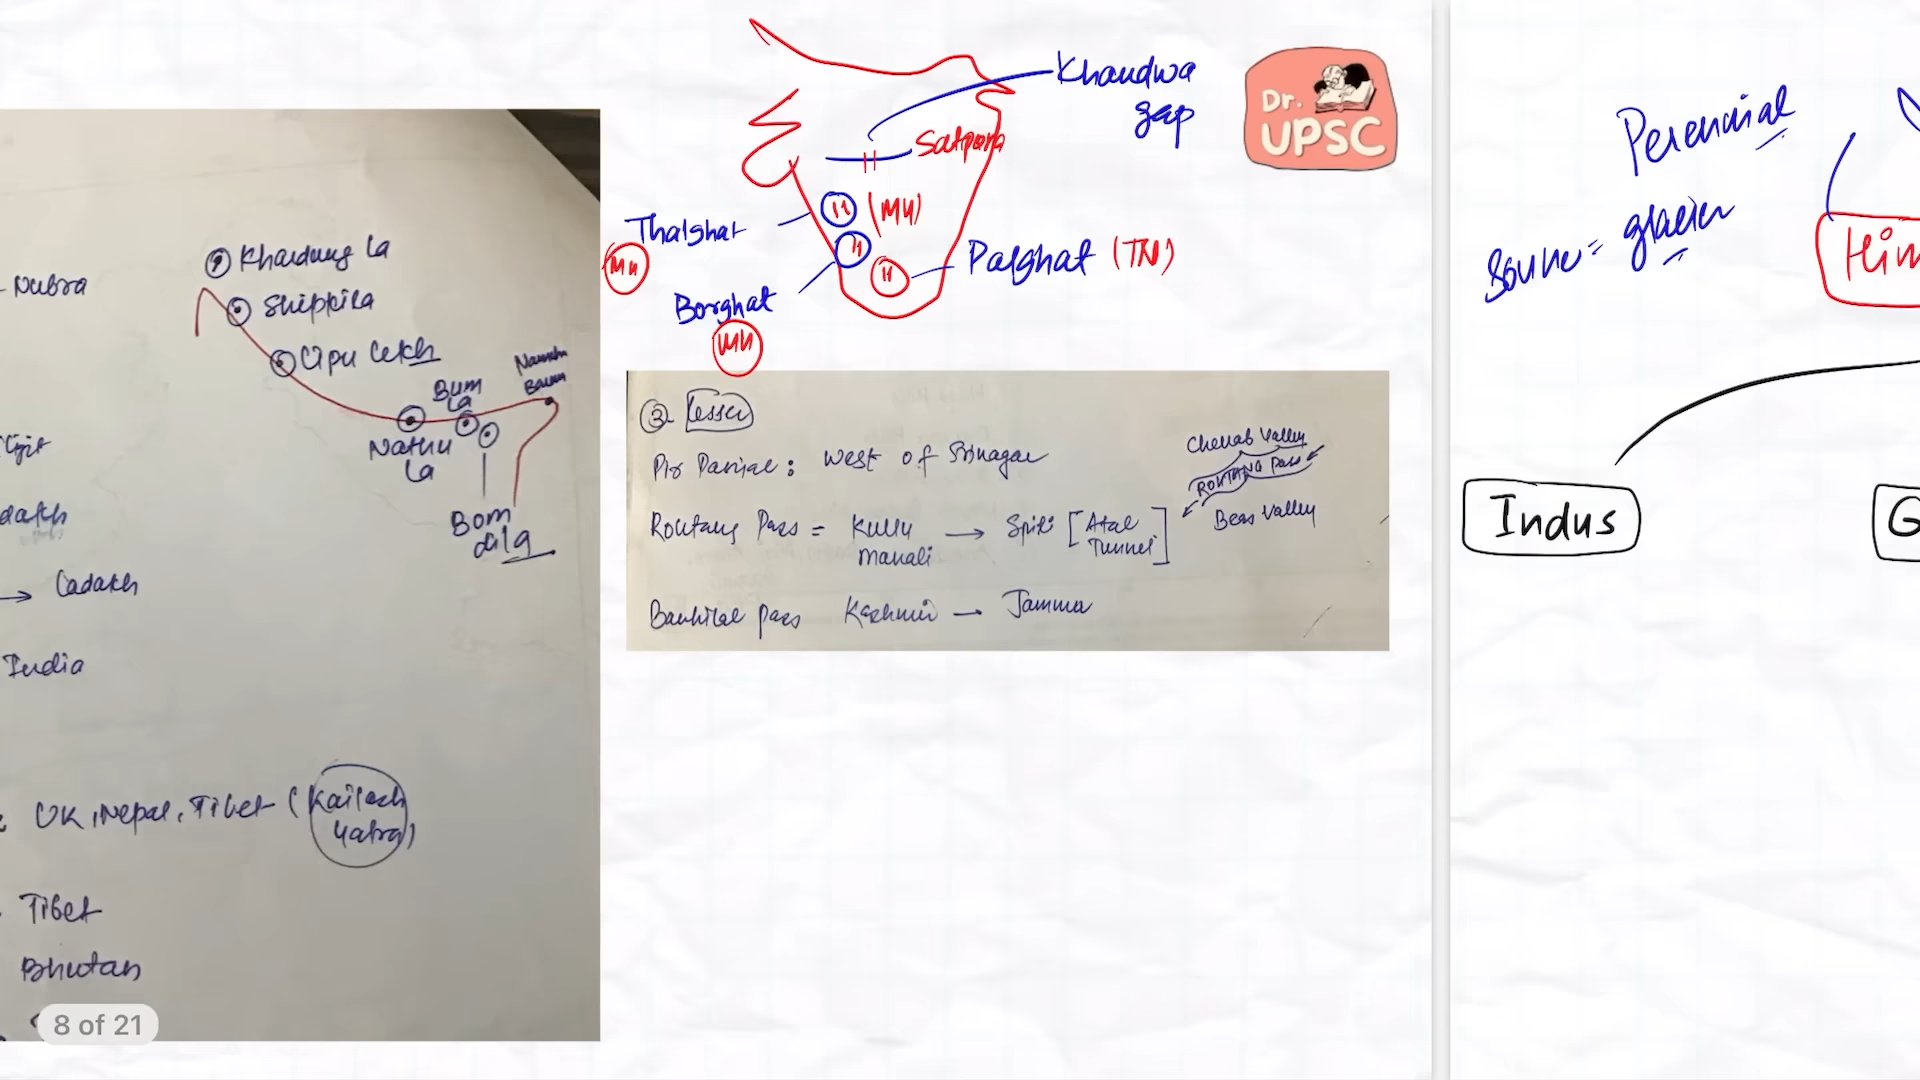 Nubra
Khardung la
Shipkila
Lipu Lekh
Bum
La
Nathu
La
Bom
dila
Ladakh
India
UK, Nepal, Tibet (Kailash
Yatra)
Tibet
Bhutan
8 of 21
Khandwa
gap
Satpura
Thalghat
(MH)
MH
Borghat
MH
Palghat (TN)
Dr.
UPSC
2. Lesser
Pir Panjal : West of Srinagar
Rohtang Pass = Kullu
Manali
→ Spiti [Atal
Tunnel]
Chenab Valley
Rohtang Pass
Beas Valley
Banihal pass Kashmir — Jammu
Perennial
Source = glacier
Him
Indus
G